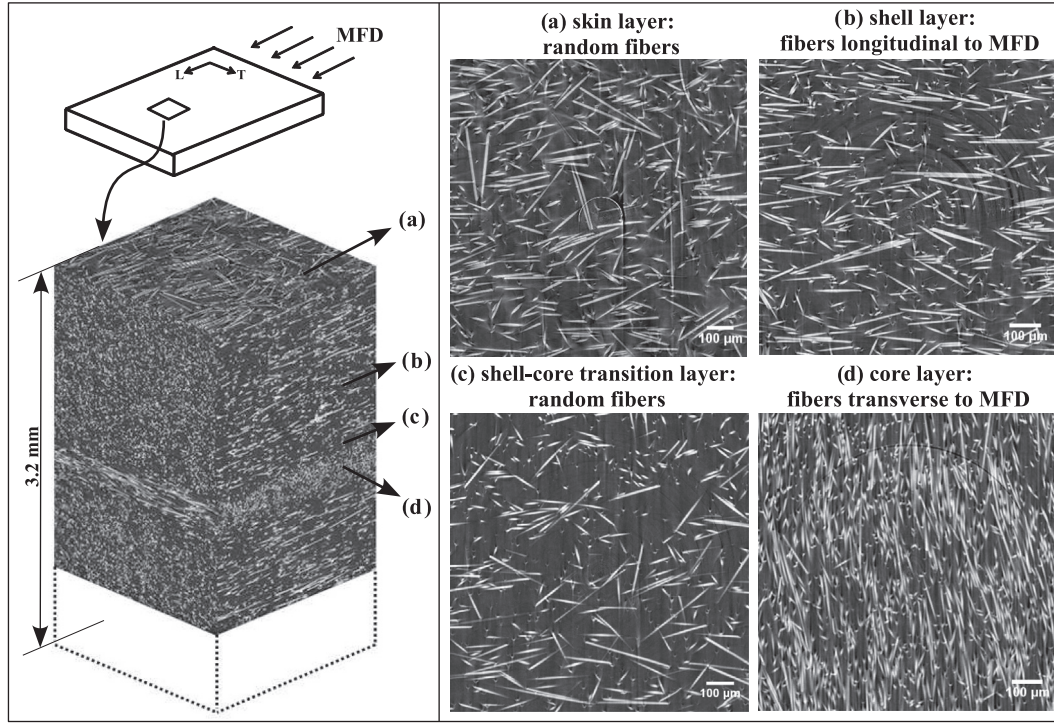 MFD
L
T
(a)
(b)
(c)
(d)
3.2 mm
(a) skin layer:
random fibers
100 μm
(b) shell layer:
fibers longitudinal to MFD
100 μm
(c) shell-core transition layer:
random fibers
100 μm
(d) core layer:
fibers transverse to MFD
100 μm